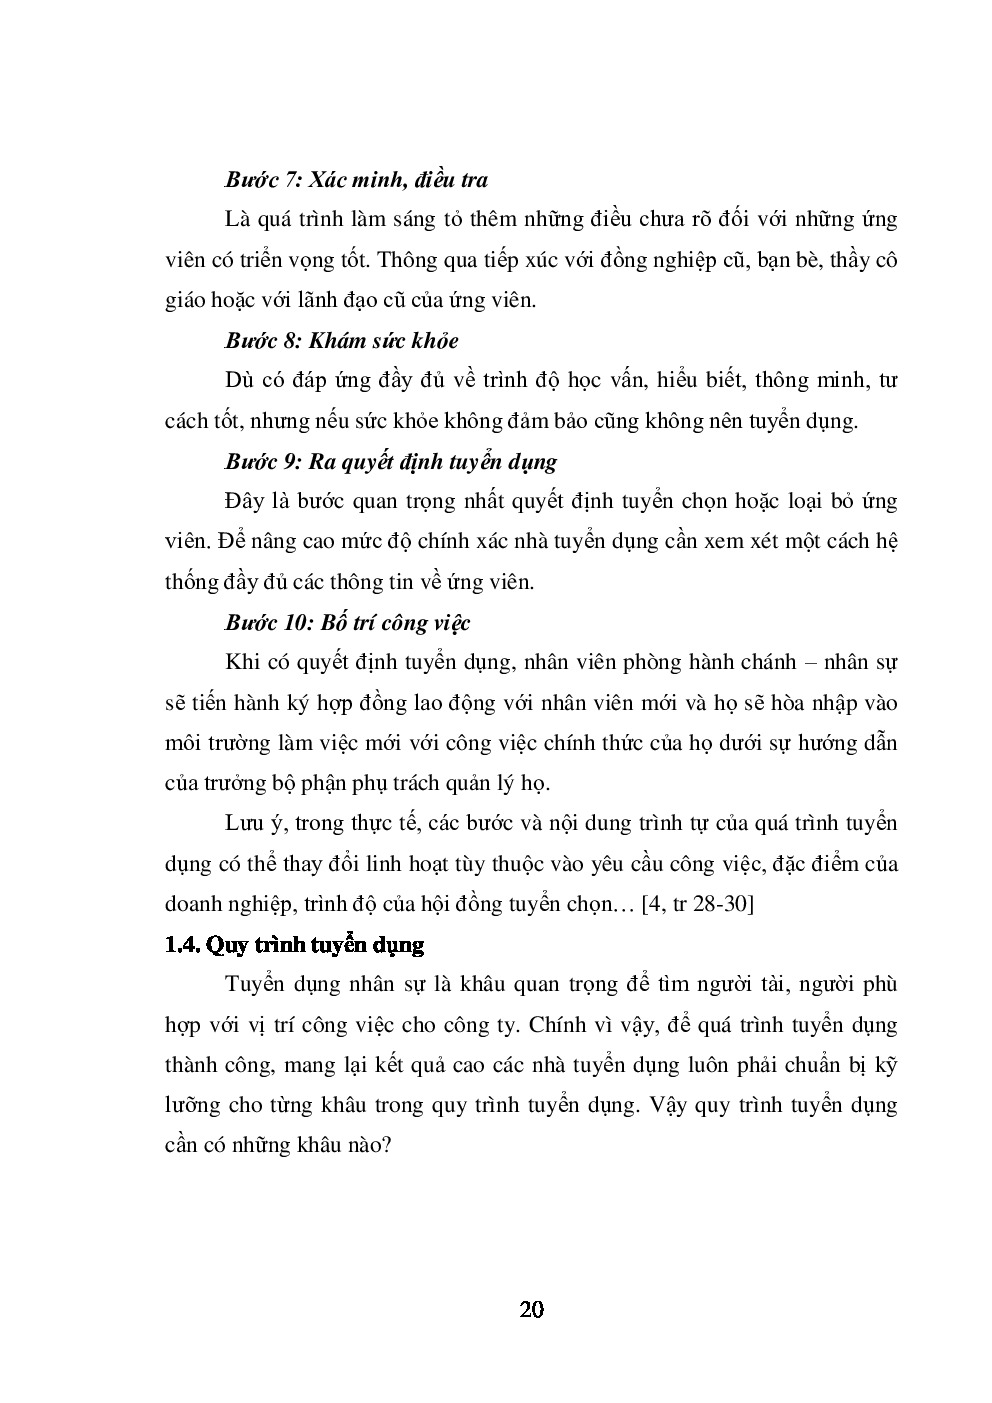 Bước 7: Xác minh, điều tra
Là quá trình làm sáng tỏ thêm những điều chưa rõ đối với những ứng
viên có triển vọng tốt. Thông qua tiếp xúc với đồng nghiệp cũ, bạn bè, thầy cô
giáo hoặc với lãnh đạo cũ của ứng viên.
Bước 8: Khám sức khỏe
Dù có đáp ứng đầy đủ về trình độ học vấn, hiểu biết, thông minh, tư
cách tốt, nhưng nếu sức khỏe không đảm bảo cũng không nên tuyển dụng.
Bước 9: Ra quyết định tuyển dụng
Đây là bước quan trọng nhất quyết định tuyển chọn hoặc loại bỏ ứng
viên. Để nâng cao mức độ chính xác nhà tuyển dụng cần xem xét một cách hệ
thống đầy đủ các thông tin về ứng viên.
Bước 10: Bố trí công việc
Khi có quyết định tuyển dụng, nhân viên phòng hành chánh – nhân sự
sẽ tiến hành ký hợp đồng lao động với nhân viên mới và họ sẽ hòa nhập vào
môi trường làm việc mới với công việc chính thức của họ dưới sự hướng dẫn
của trưởng bộ phận phụ trách quản lý họ.
Lưu ý, trong thực tế, các bước và nội dung trình tự của quá trình tuyển
dụng có thể thay đổi linh hoạt tùy thuộc vào yêu cầu công việc, đặc điểm của
doanh nghiệp, trình độ của hội đồng tuyển chọn… [4, tr 28-30]
1.4. Quy trình tuyển dụng
Tuyển dụng nhân sự là khâu quan trọng để tìm người tài, người phù
hợp với vị trí công việc cho công ty. Chính vì vậy, để quá trình tuyển dụng
thành công, mang lại kết quả cao các nhà tuyển dụng luôn phải chuẩn bị kỹ
lưỡng cho từng khâu trong quy trình tuyển dụng. Vậy quy trình tuyển dụng
cần có những khâu nào?
20